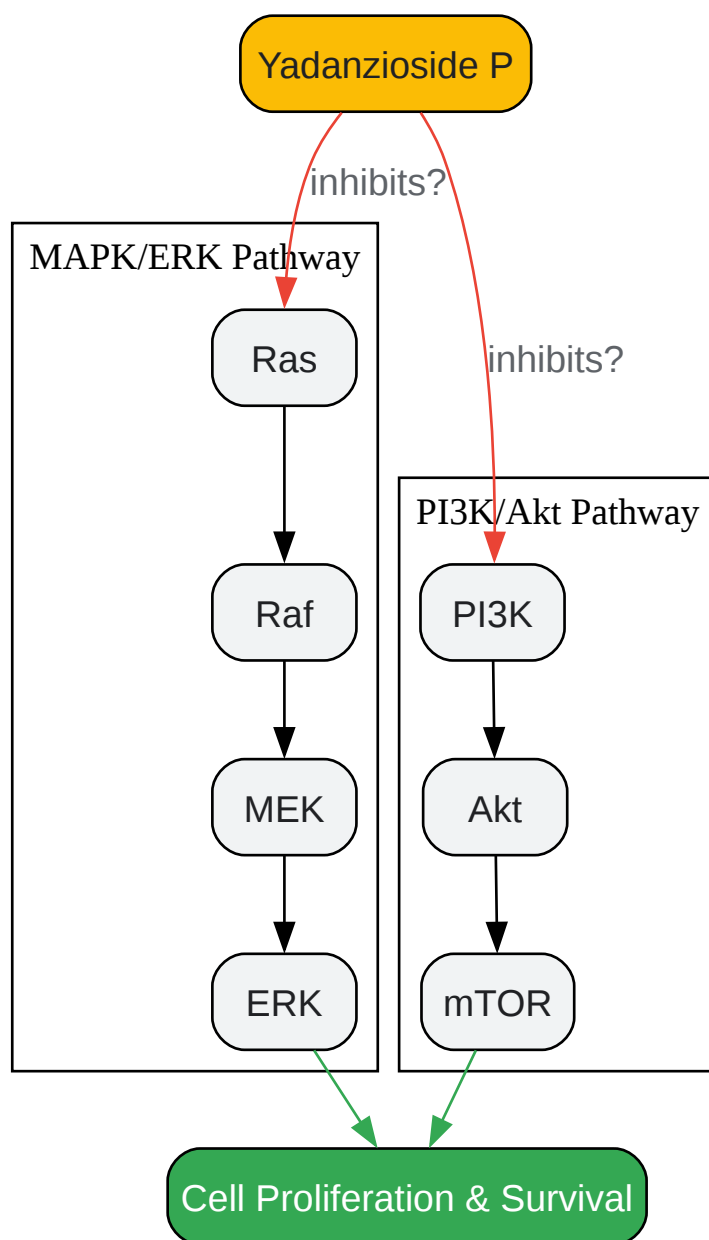 Yadanzioside P
inhibits?
MAPK/ERK Pathway
Ras
inhibits?
PI3K/Akt Pathway
Raf
PI3K
MEK
Akt
ERK
mTOR
Cell Proliferation & Survival